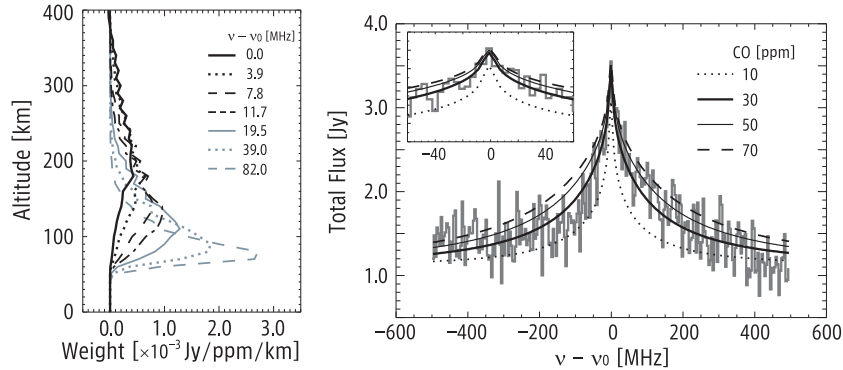 ν − ν0 [MHz]
0.0
3.9
7.8
11.7
19.5
39.0
82.0
400
300
200
100
0
Altitude [km]
0.0 1.0 2.0 3.0
Weight [×10−3 Jy/ppm/km]
CO [ppm]
10
30
50
70
−40 0 40
4.0
3.0
2.0
1.0
Total Flux [Jy]
−600 −400 −200 0 200 400 600
ν − ν0 [MHz]